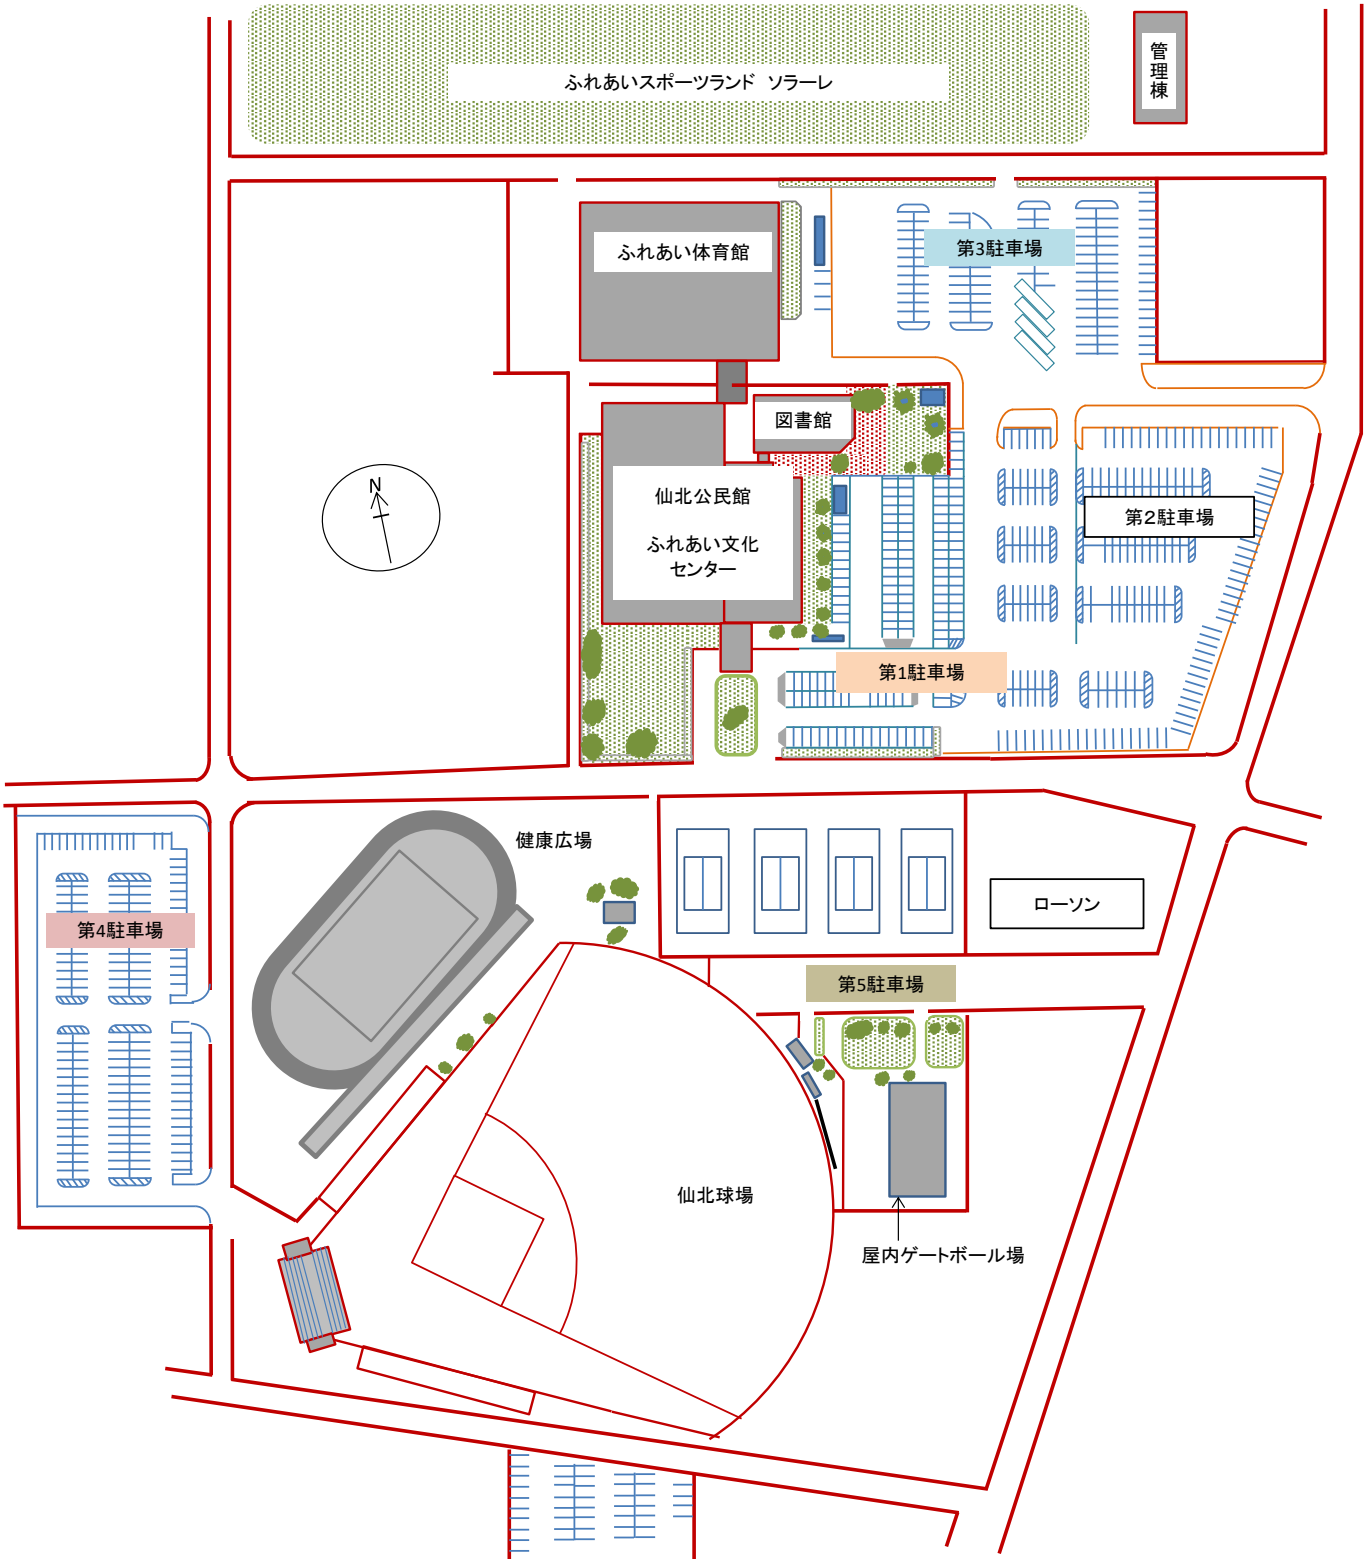 ふれあいスポーツランド　ソラーレ
管理棟
ふれあい体育館
第3駐車場
図書館
仙北公民館
ふれあい文化
センター
N
第２駐車場
第1駐車場
健康広場
ローソン
第4駐車場
第5駐車場
仙北球場
屋内ゲートボール場